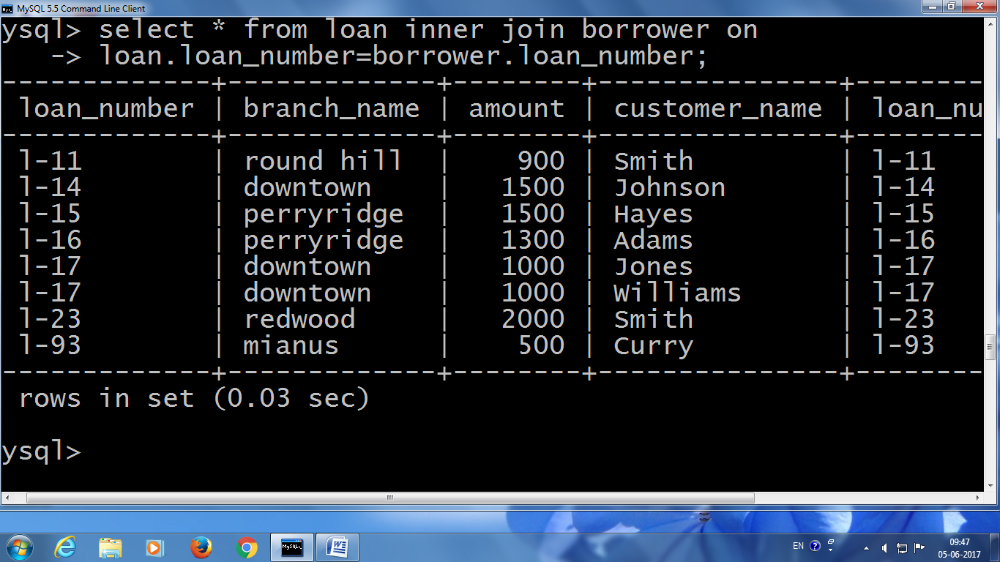 MySQL 5.5 Command Line Client
ysql> select * from loan inner join borrower on
-> loan.loan_number=borrower.loan_number;
-------------+-------------+--------+---------------+--------
loan_number | branch_name | amount | customer_name | loan_nu
-------------+-------------+--------+---------------+--------
l-11 | round hill | 900 | Smith | l-11
l-14 | downtown | 1500 | Johnson | l-14
l-15 | perryridge | 1500 | Hayes | l-15
l-16 | perryridge | 1300 | Adams | l-16
l-17 | downtown | 1000 | Jones | l-17
l-17 | downtown | 1000 | Williams | l-17
l-23 | redwood | 2000 | Smith | l-23
l-93 | mianus | 500 | Curry | l-93
-------------+-------------+--------+---------------+--------
rows in set (0.03 sec)
ysql>
EN
09:47
05-06-2017